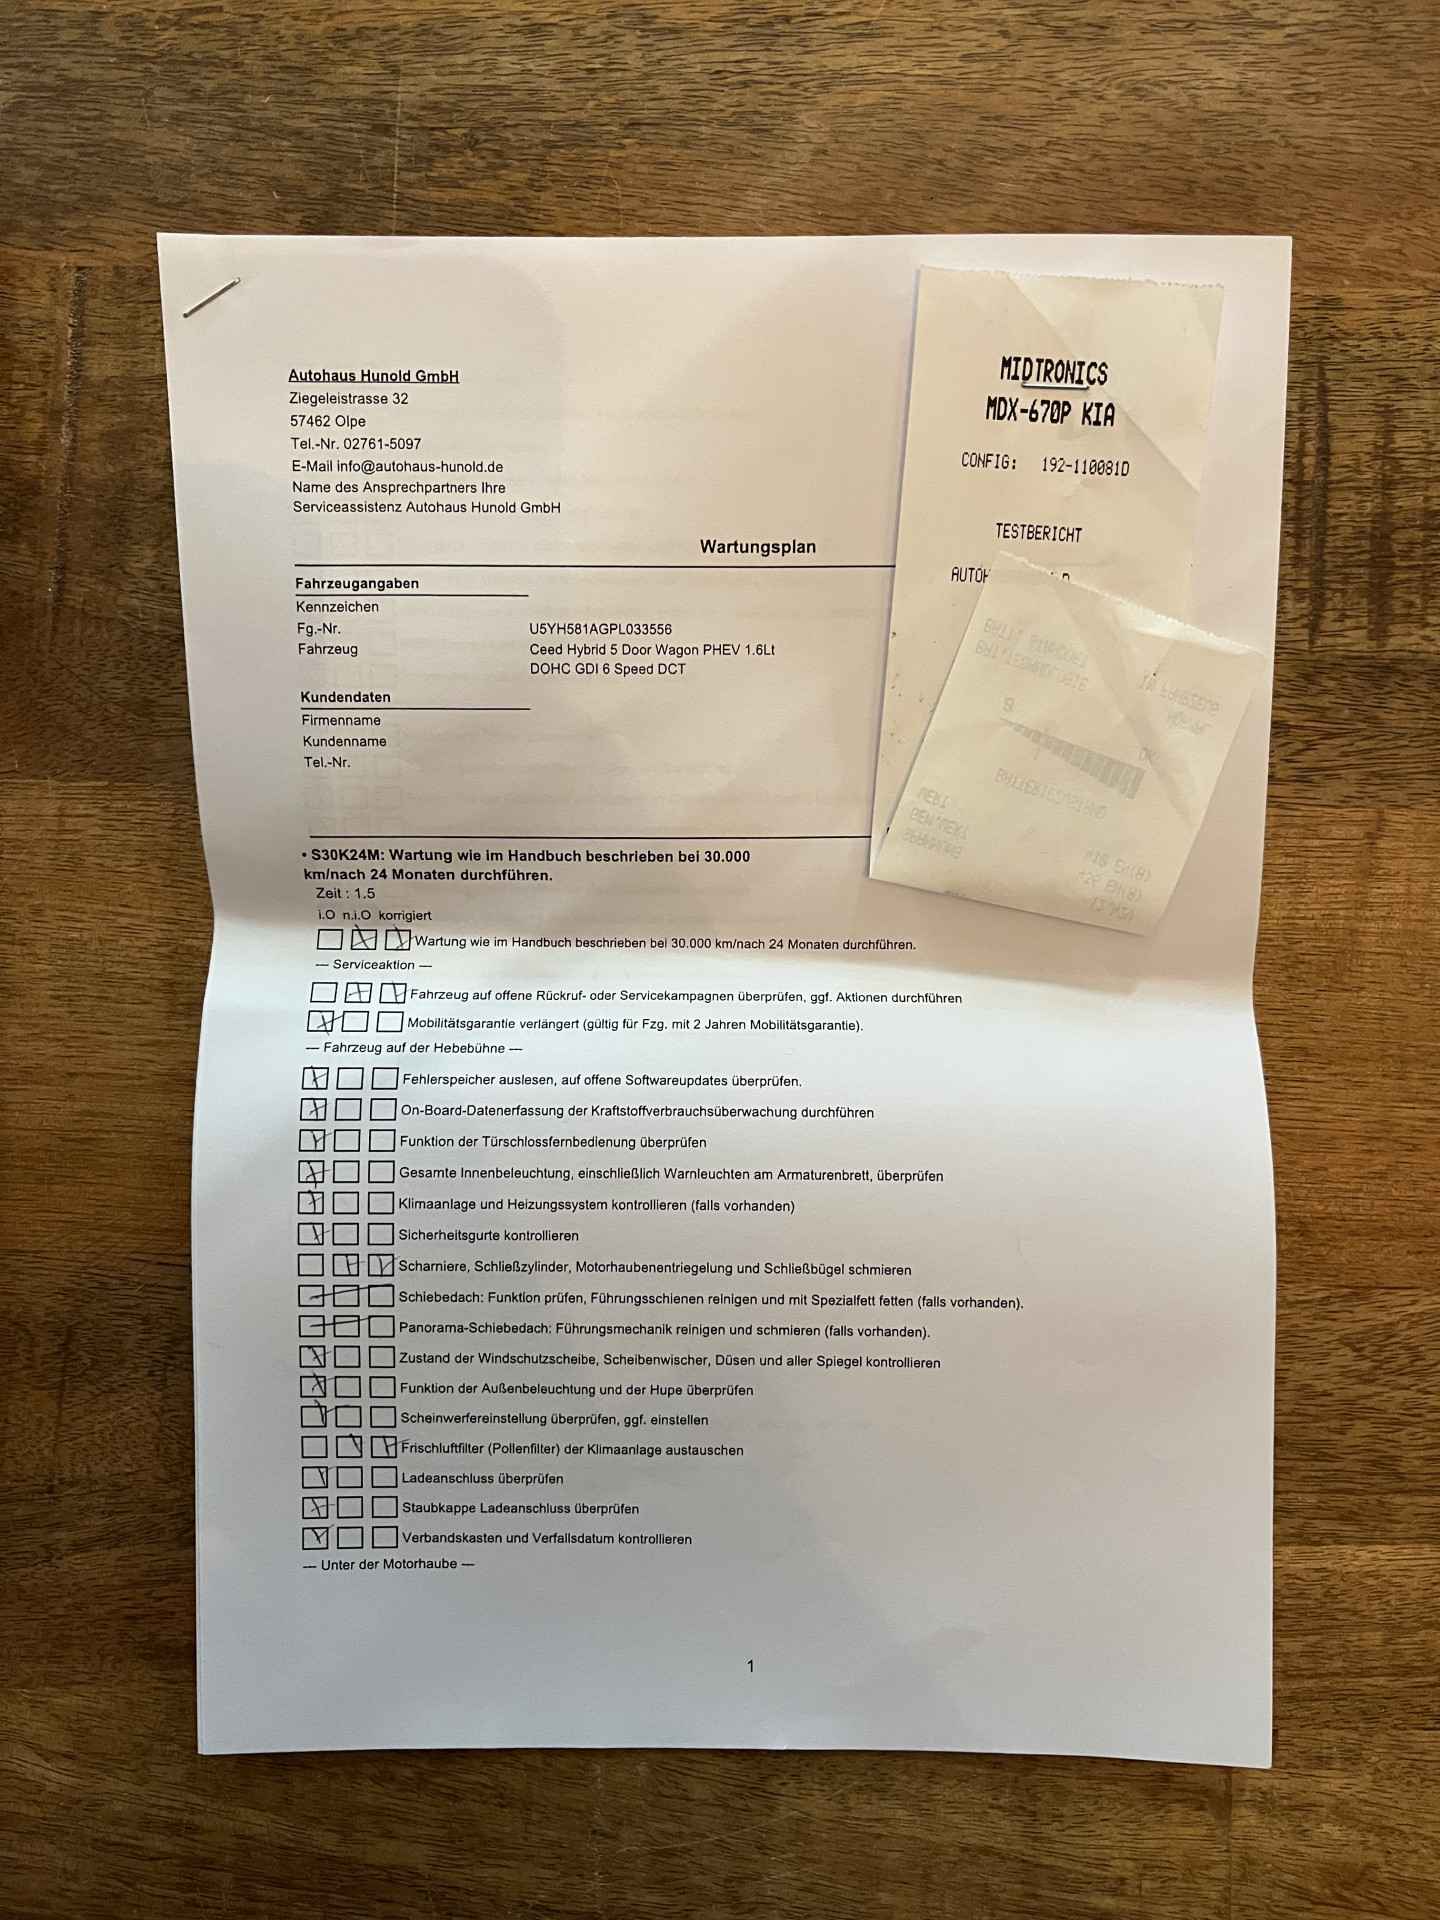 Autohaus Hunold GmbH
Ziegeleistrasse 32
57462 Olpe
Tel.-Nr. 02761-5097
E-Mail info@autohaus-hunold.de
Name des Ansprechpartners Ihre
Serviceassistenz Autohaus Hunold GmbH
MIDTRONICS
MDX-670P KIA
CONFIG: 192-110081D
TESTBERICHT
Wartungsplan
Fahrzeugangaben
Kennzeichen
Fg.-Nr. U5YH581AGPL033556
Fahrzeug Ceed Hybrid 5 Door Wagon PHEV 1.6Lt
DOHC GDI 6 Speed DCT
Kundendaten
Firmenname
Kundenname
Tel.-Nr.
• S30K24M: Wartung wie im Handbuch beschrieben bei 30.000
km/nach 24 Monaten durchführen.
Zeit : 1.5
i.O n.i.O korrigiert
Wartung wie im Handbuch beschrieben bei 30.000 km/nach 24 Monaten durchführen.
--- Serviceaktion ---
Fahrzeug auf offene Rückruf- oder Servicekampagnen überprüfen, ggf. Aktionen durchführen
Mobilitätsgarantie verlängert (gültig für Fzg. mit 2 Jahren Mobilitätsgarantie).
--- Fahrzeug auf der Hebebühne ---
Fehlerspeicher auslesen, auf offene Softwareupdates überprüfen.
On-Board-Datenerfassung der Kraftstoffverbrauchsüberwachung durchführen
Funktion der Türschlossfernbedienung überprüfen
Gesamte Innenbeleuchtung, einschließlich Warnleuchten am Armaturenbrett, überprüfen
Klimaanlage und Heizungssystem kontrollieren (falls vorhanden)
Sicherheitsgurte kontrollieren
Scharniere, Schließzylinder, Motorhaubenentriegelung und Schließbügel schmieren
Schiebedach: Funktion prüfen, Führungsschienen reinigen und mit Spezialfett fetten (falls vorhanden).
Panorama-Schiebedach: Führungsmechanik reinigen und schmieren (falls vorhanden).
Zustand der Windschutzscheibe, Scheibenwischer, Düsen und aller Spiegel kontrollieren
Funktion der Außenbeleuchtung und der Hupe überprüfen
Scheinwerfereinstellung überprüfen, ggf. einstellen
Frischluftfilter (Pollenfilter) der Klimaanlage austauschen
Ladeanschluss überprüfen
Staubkappe Ladeanschluss überprüfen
Verbandskasten und Verfallsdatum kontrollieren
--- Unter der Motorhaube ---
1